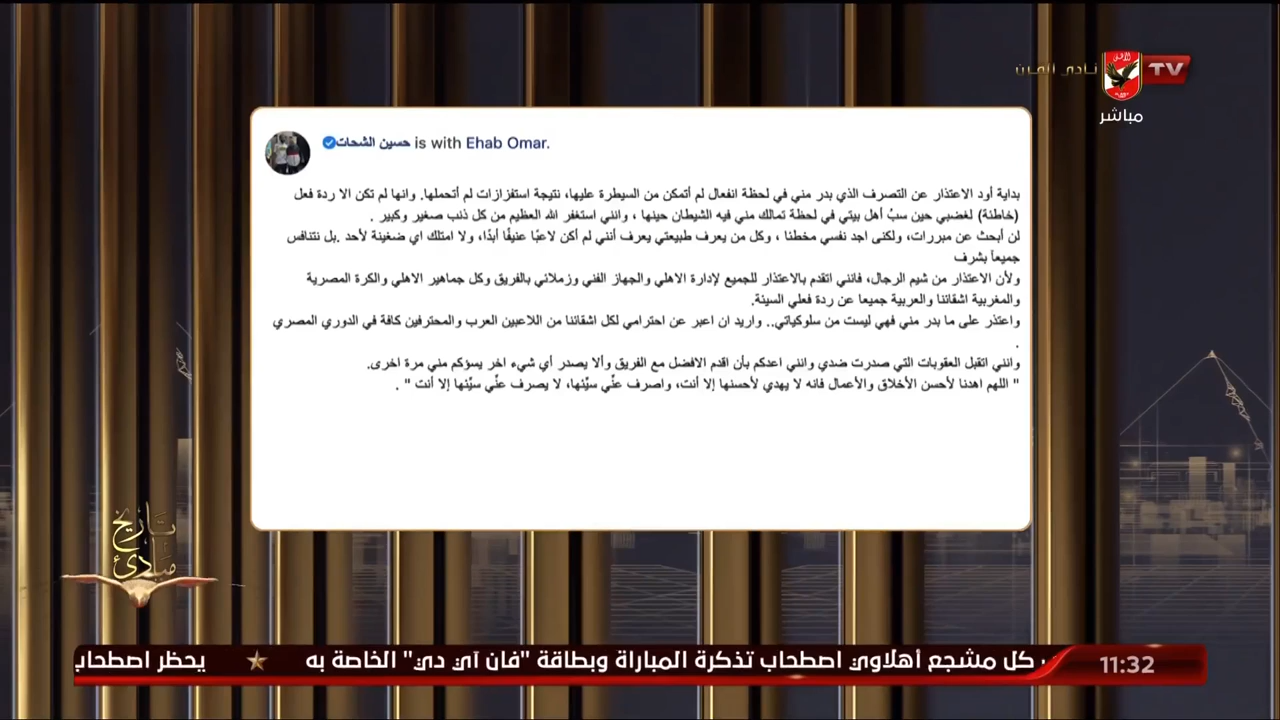 نادي القرن
TV
مباشر
حسين الشحات is with Ehab Omar.
بداية أود الاعتذار عن التصرف الذي بدر مني في لحظة انفعال لم أتمكن من السيطرة عليها، نتيجة استفزازات لم أتحملها. وانها لم تكن الا ردة فعل
(خاطئة) لغضبي حين سبُ أهل بيتي في لحظة تمالك مني فيه الشيطان حينها ، وانني استغفر الله العظيم من كل ذنب صغير وكبير .
لن أبحث عن مبررات، ولكنى اجد نفسي مخطئا ، وكل من يعرف طبيعتي يعرف أنني لم أكن لاعبًا عنيفًا أبدًا، ولا امتلك اي ضغينة لأحد .بل نتنافس
جميعاً بشرف
ولأن الاعتذار من شيم الرجال، فانني اتقدم بالاعتذار للجميع لإدارة الاهلي والجهاز الفني وزملائي بالفريق وكل جماهير الاهلي والكرة المصرية
والمغربية اشقائنا والعربية جميعا عن ردة فعلي السيئة.
واعتذر على ما بدر مني فهي ليست من سلوكياتي.. واريد ان اعبر عن احترامي لكل اشقائنا من اللاعبين العرب والمحترفين كافة في الدوري المصري
.
وانني اتقبل العقوبات التي صدرت ضدي وانني اعدكم بأن اقدم الافضل مع الفريق وألا يصدر أي شيء اخر يسؤكم مني مرة اخرى.
" اللهم اهدنا لأحسن الأخلاق والأعمال فانه لا يهدي لأحسنها إلا أنت، واصرف عنِّي سيِّئها، لا يصرف عنِّي سيِّئها إلا أنت " .
تاريخ
مبادئ
11:32
كل مشجع أهلاوي اصطحاب تذكرة المباراة وبطاقة "فان آي دي" الخاصة به ★ يحظر اصطحاب